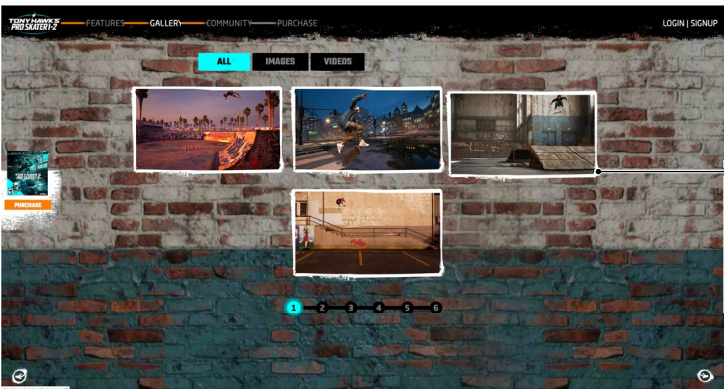 TONY HAWK'S
PRO SKATER 1+2
FEATURES
GALLERY
COMMUNITY
PURCHASE
LOGIN | SIGNUP
ALL
IMAGES
VIDEOS
PURCHASE
1 2 3 4 5 6